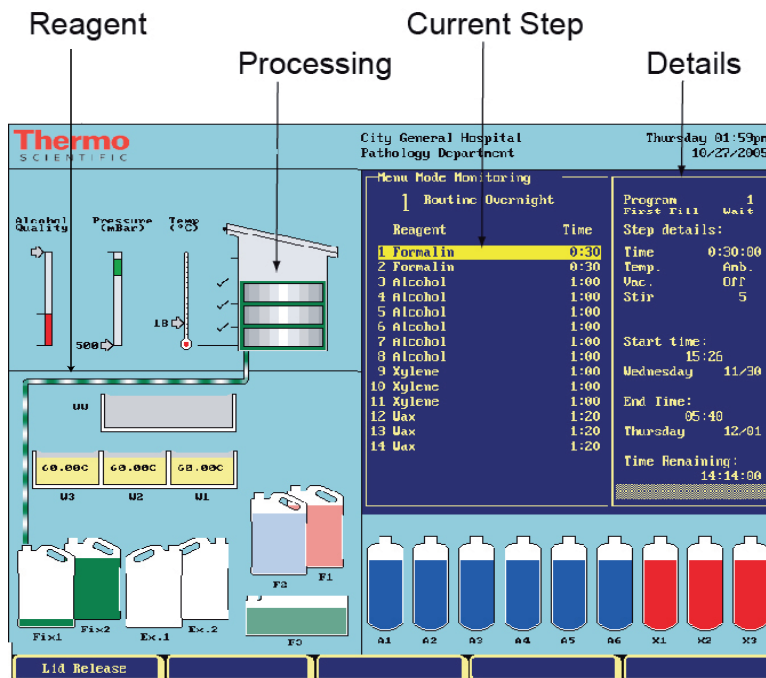 Reagent
Current Step
Processing
Details
Thermo
SCIENTIFIC
City General Hospital
Pathology Department
Thursday 01:59pm
10/27/2005
Alcohol
Quality
Pressure
(mBar)
Temp
(°C)
18
500
Menu Mode Monitoring
1 Routine Overnight
Reagent Time
1 Formalin 0:30
2 Formalin 0:30
3 Alcohol 1:00
4 Alcohol 1:00
5 Alcohol 1:00
6 Alcohol 1:00
7 Alcohol 1:00
8 Alcohol 1:00
9 Xylene 1:00
10 Xylene 1:00
11 Xylene 1:00
12 Wax 1:20
13 Wax 1:20
14 Wax 1:20
Program 1
First Fill Wait
Step details:
Time 0:30:00
Temp. Amb.
Vac. Off
Stir 5
Start time:
15:26
Wednesday 11/30
End Time:
05:40
Thursday 12/01
Time Remaining:
14:14:00
WW
60.00C 60.00C 60.00C
W3 W2 W1
F2 F1
Fix1 Fix2 Ex.1 Ex.2
F3
A1 A2 A3 A4 A5 A6 X1 X2 X3
Lid Release